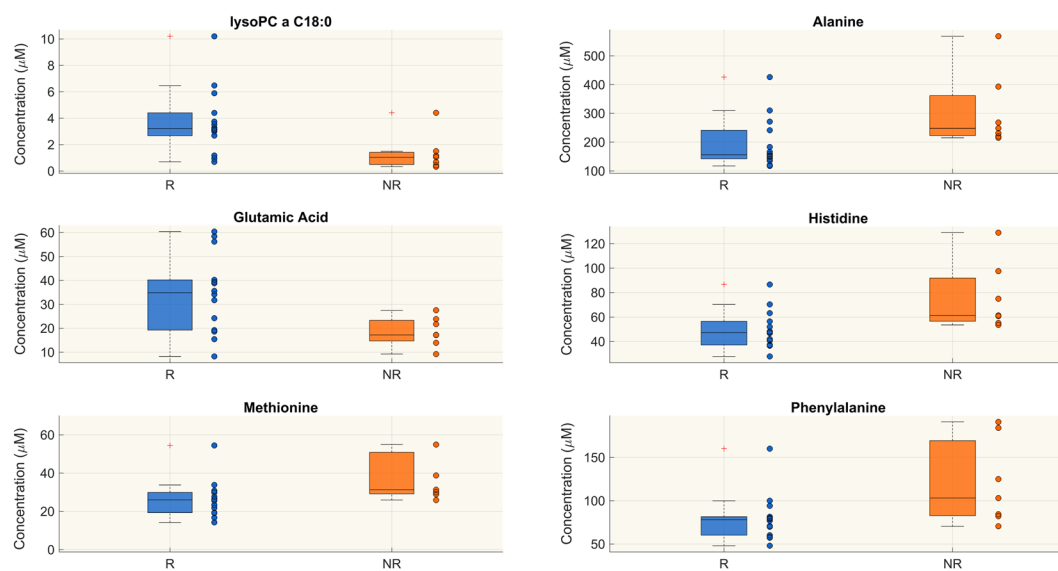 lysoPC a C18:0
Concentration (μM)
10
8
6
4
2
0
R
NR
Alanine
Concentration (μM)
500
400
300
200
100
R
NR
Glutamic Acid
Concentration (μM)
60
50
40
30
20
10
R
NR
Histidine
Concentration (μM)
120
100
80
60
40
R
NR
Methionine
Concentration (μM)
60
40
20
0
R
NR
Phenylalanine
Concentration (μM)
150
100
50
R
NR